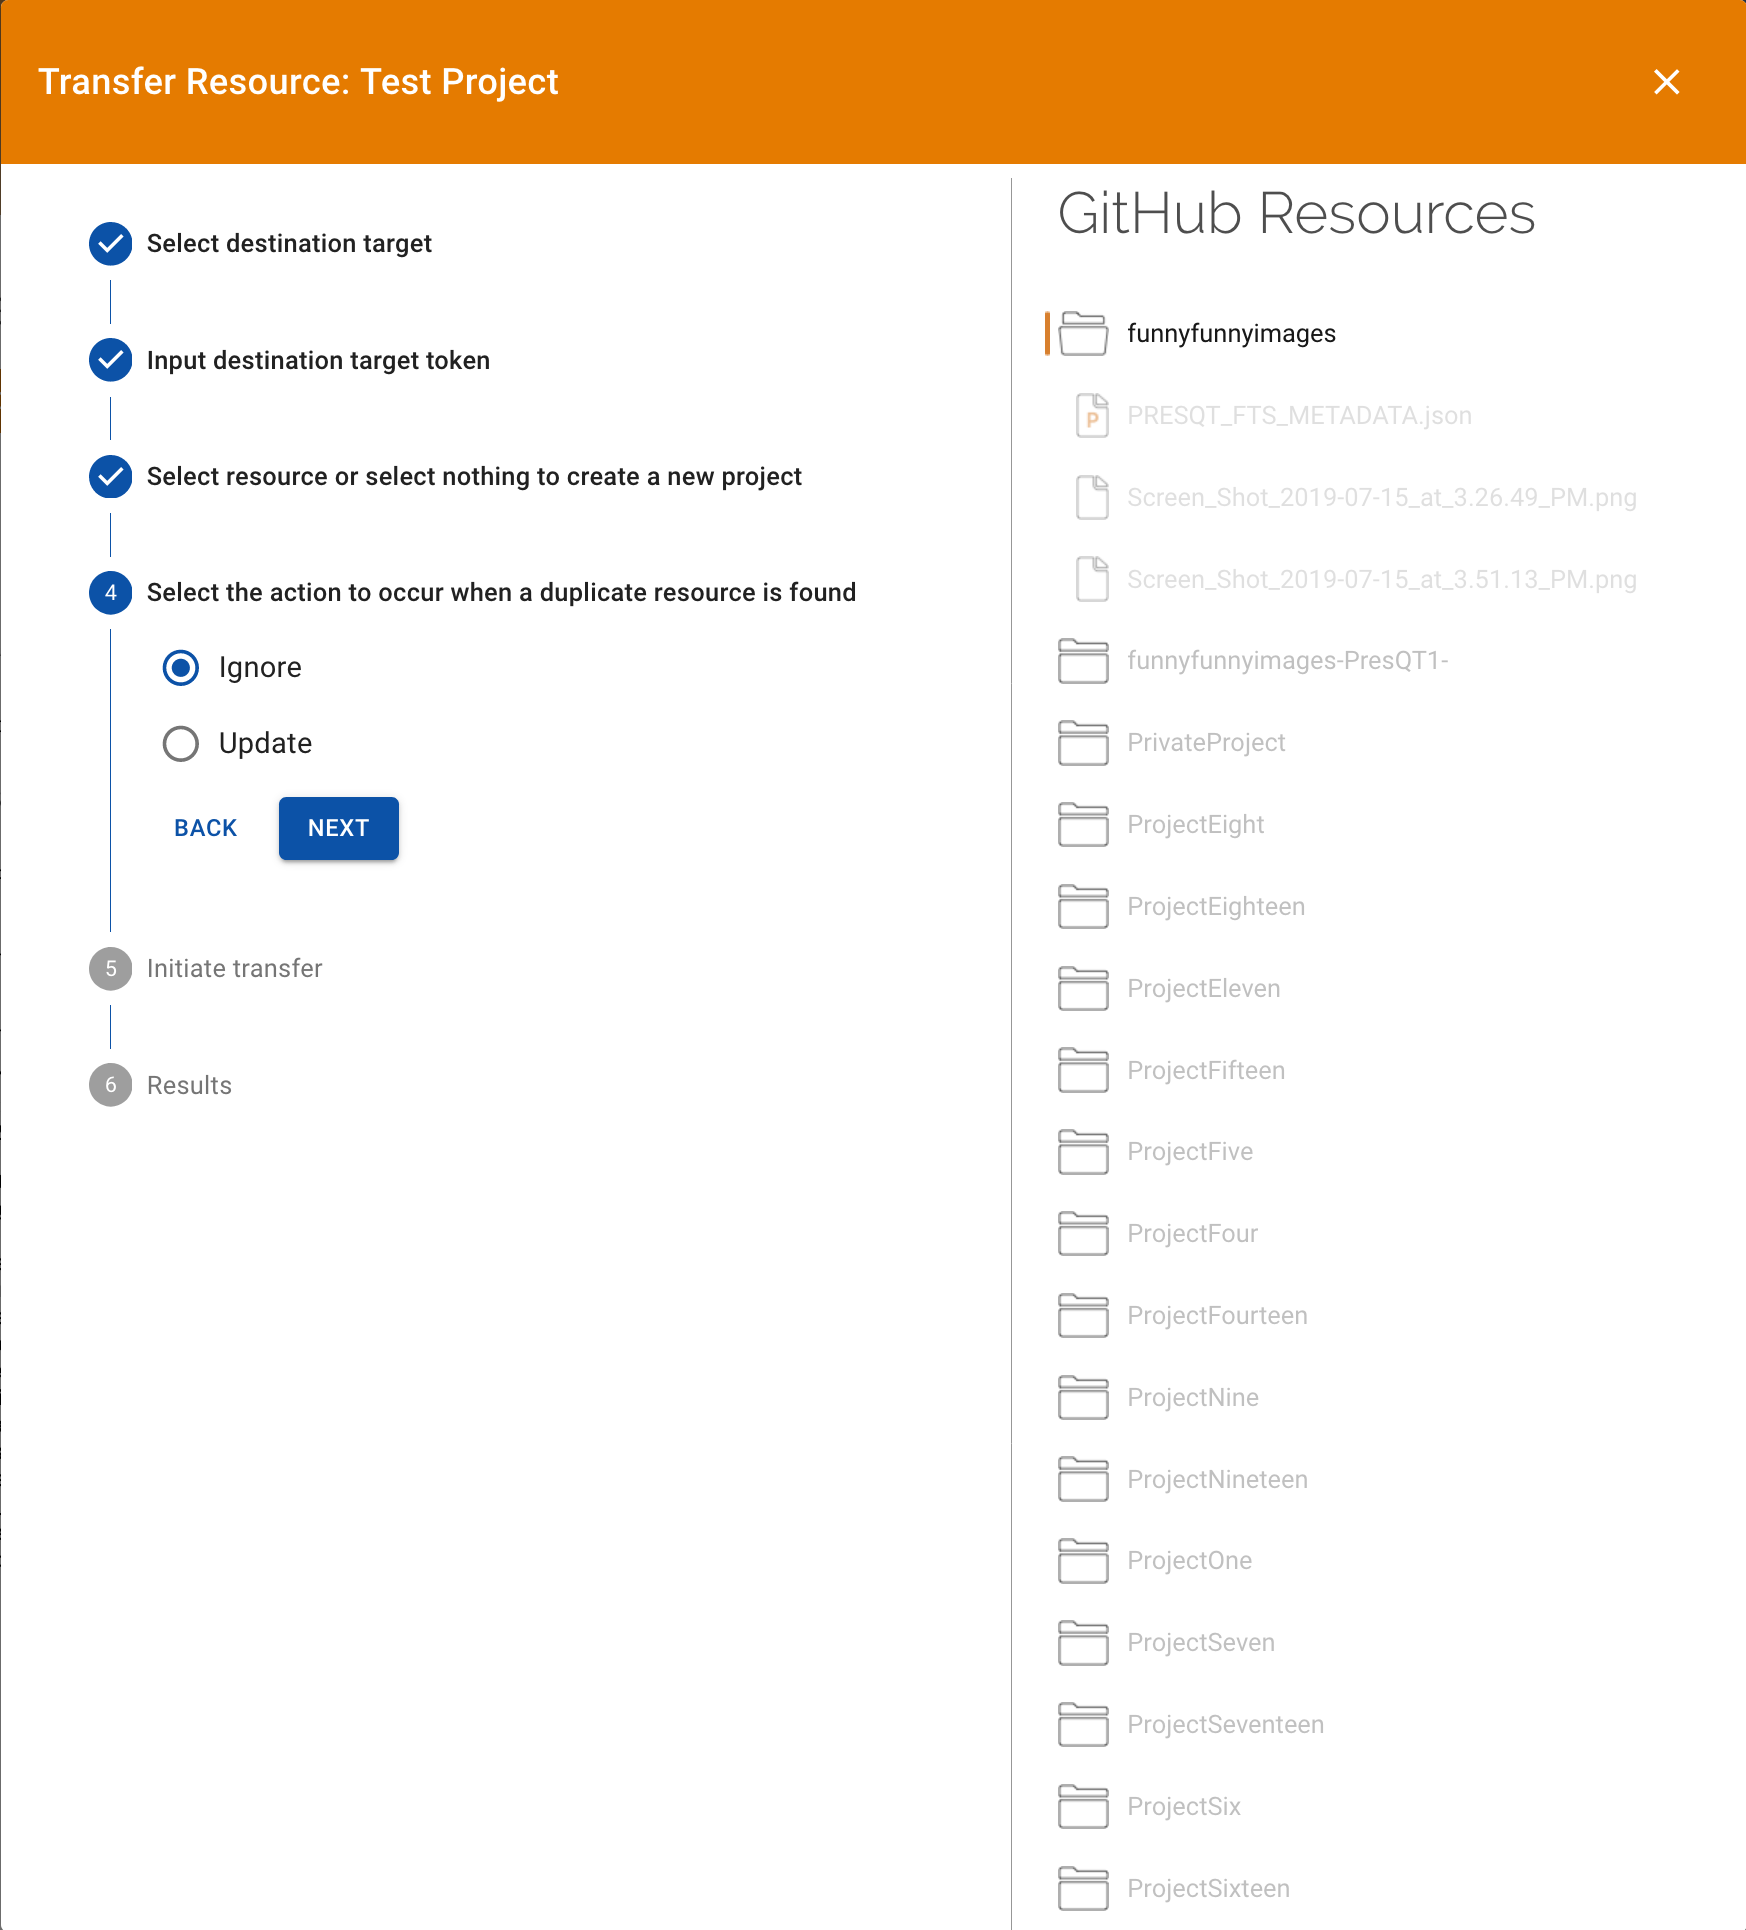 Transfer Resource: Test Project
Select destination target
Input destination target token
Select resource or select nothing to create a new project
4 Select the action to occur when a duplicate resource is found
Ignore
Update
BACK NEXT
5 Initiate transfer
6 Results
GitHub Resources
funnyfunnyimages
P PRESQT_FTS_METADATA.json
Screen_Shot_2019-07-15_at_3.26.49_PM.png
Screen_Shot_2019-07-15_at_3.51.13_PM.png
funnyfunnyimages-PresQT1-
PrivateProject
ProjectEight
ProjectEighteen
ProjectEleven
ProjectFifteen
ProjectFive
ProjectFour
ProjectFourteen
ProjectNine
ProjectNineteen
ProjectOne
ProjectSeven
ProjectSeventeen
ProjectSix
ProjectSixteen